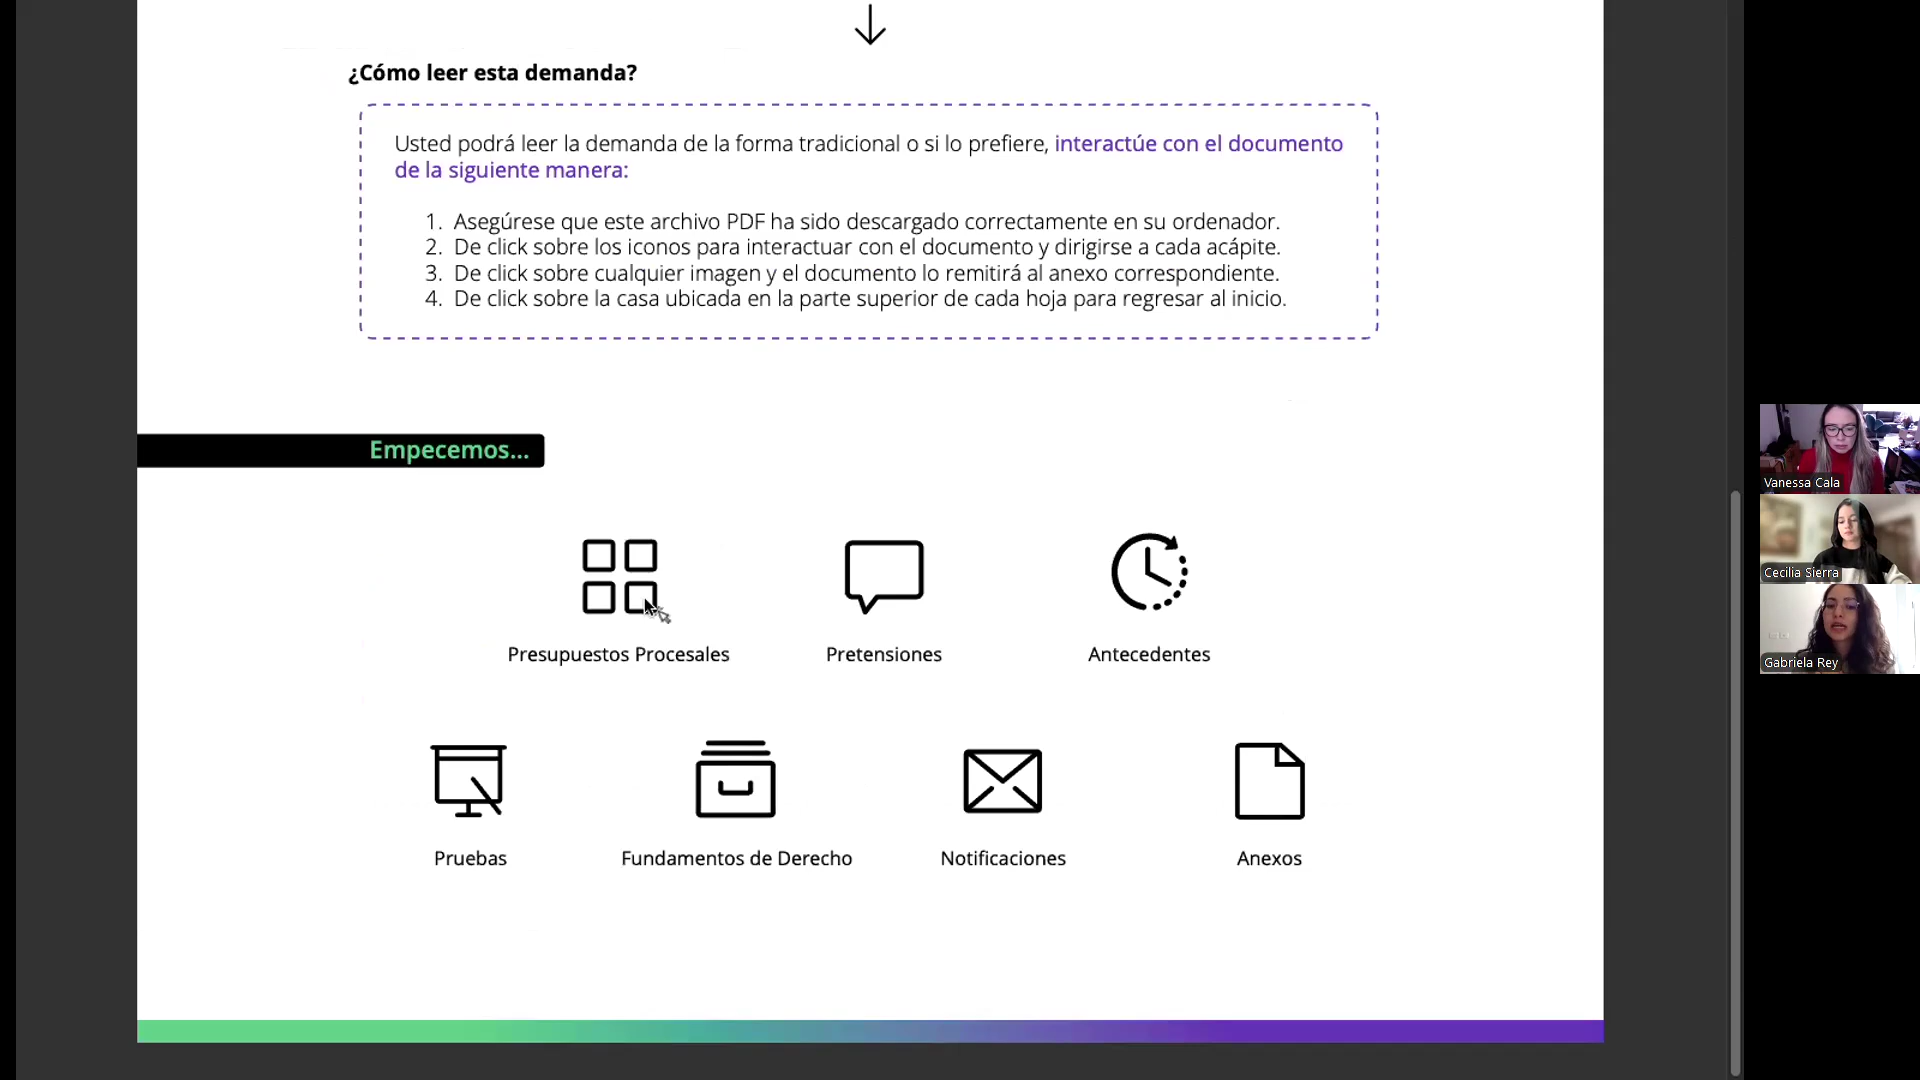 ¿Cómo leer esta demanda?
Usted podrá leer la demanda de la forma tradicional o si lo prefiere, interactúe con el documento
de la siguiente manera:
1. Asegúrese que este archivo PDF ha sido descargado correctamente en su ordenador.
2. De click sobre los iconos para interactuar con el documento y dirigirse a cada acápite.
3. De click sobre cualquier imagen y el documento lo remitirá al anexo correspondiente.
4. De click sobre la casa ubicada en la parte superior de cada hoja para regresar al inicio.
Empecemos...
Presupuestos Procesales
Pretensiones
Antecedentes
Pruebas
Fundamentos de Derecho
Notificaciones
Anexos
Vanessa Cala
Cecilia Sierra
Gabriela Rey